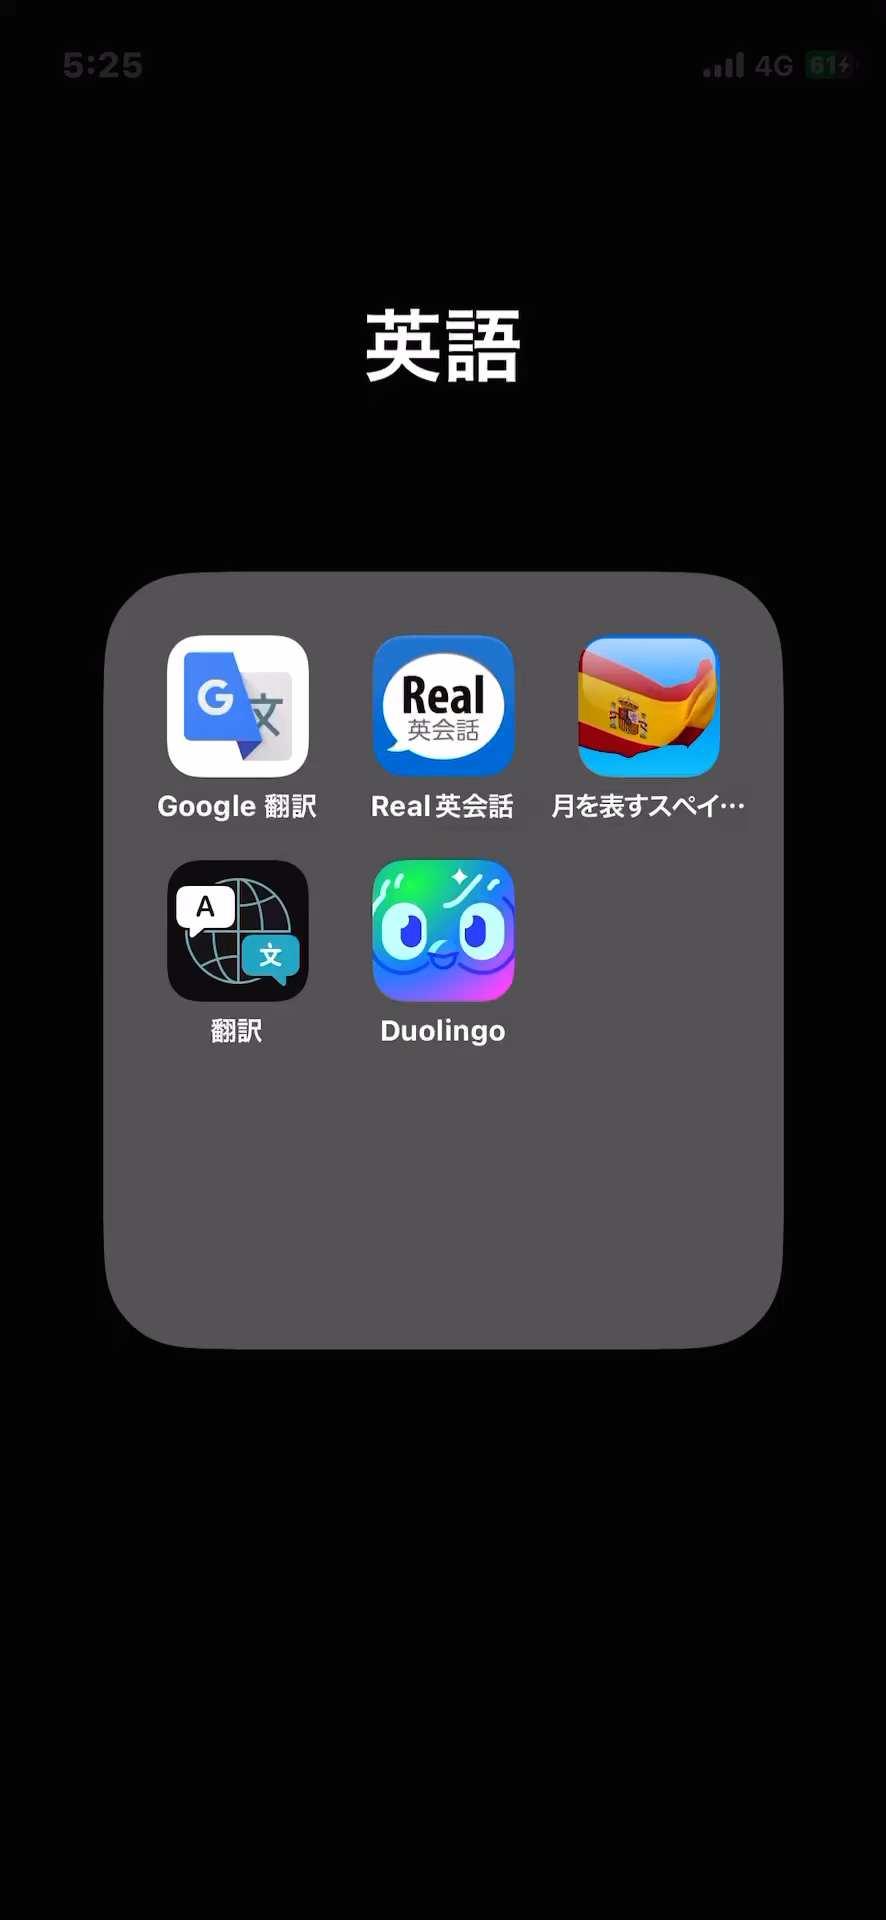 5:25
4G 61
英語
G 文
Real
英会話
Google 翻訳
Real英会話
月を表すスペイ…
A
文
翻訳
Duolingo